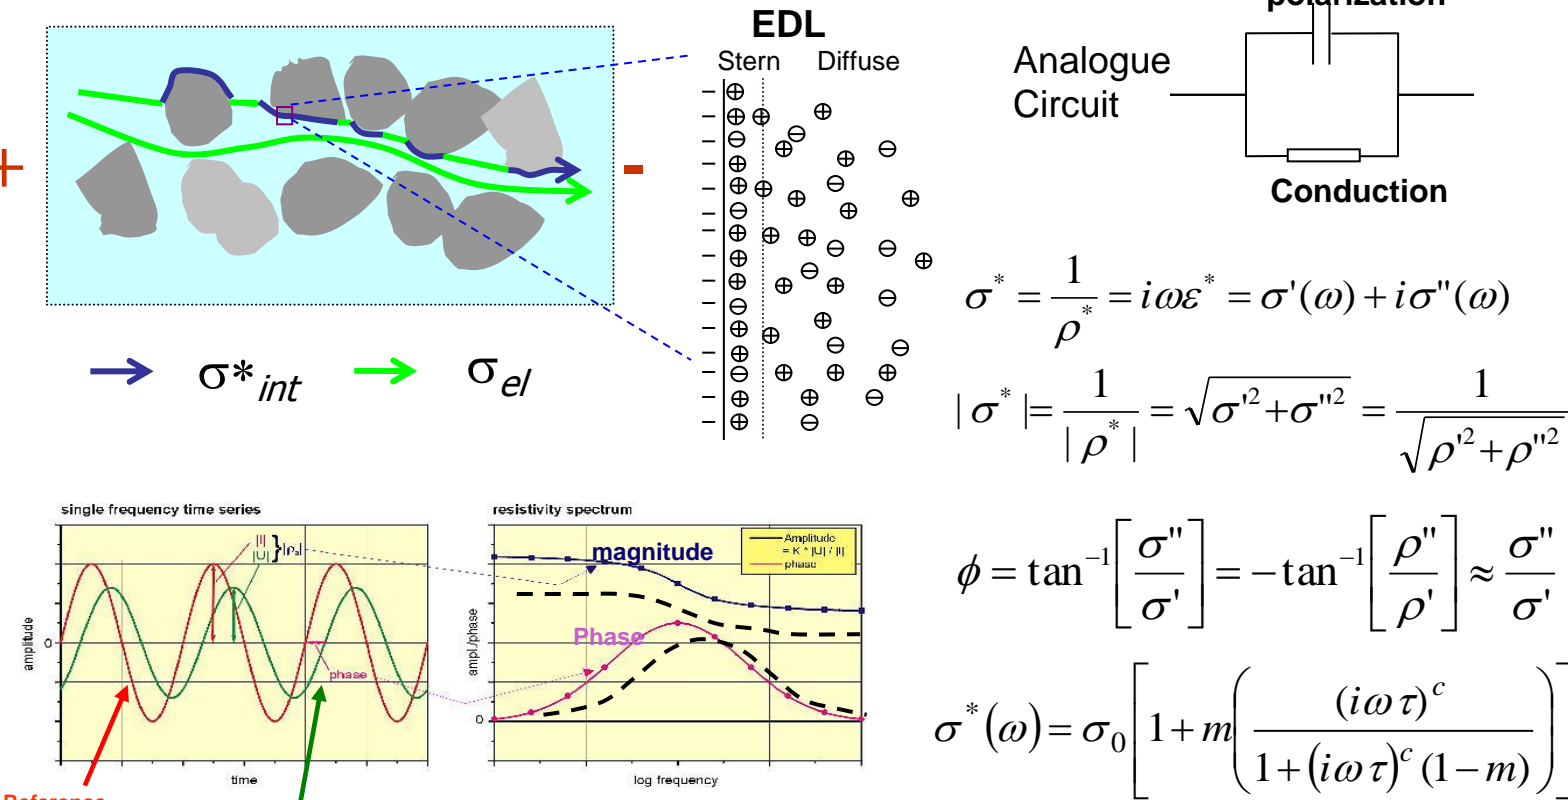 EDL
Stern Diffuse
polarization
Analogue
Circuit
Conduction
+
-
σ*int σel
σ* = 1/ρ* = iωε* = σ'(ω) + iσ"(ω)
|σ*| = 1/|ρ*| = √(σ'²+σ"²) = 1/√(ρ'²+ρ"²)
φ = tan⁻¹[σ"/σ'] = -tan⁻¹[ρ"/ρ'] ≈ σ"/σ'
σ*(ω) = σ₀[1 + m((iωτ)^c / (1+(iωτ)^c (1-m)))]
single frequency time series
|I|
|U|
}|ρa|
phase
amplitude
0
time
resistivity spectrum
Amplitude
= K * |U| / |I|
phase
magnitude
Phase
ampl./phase
0
log frequency
Reference